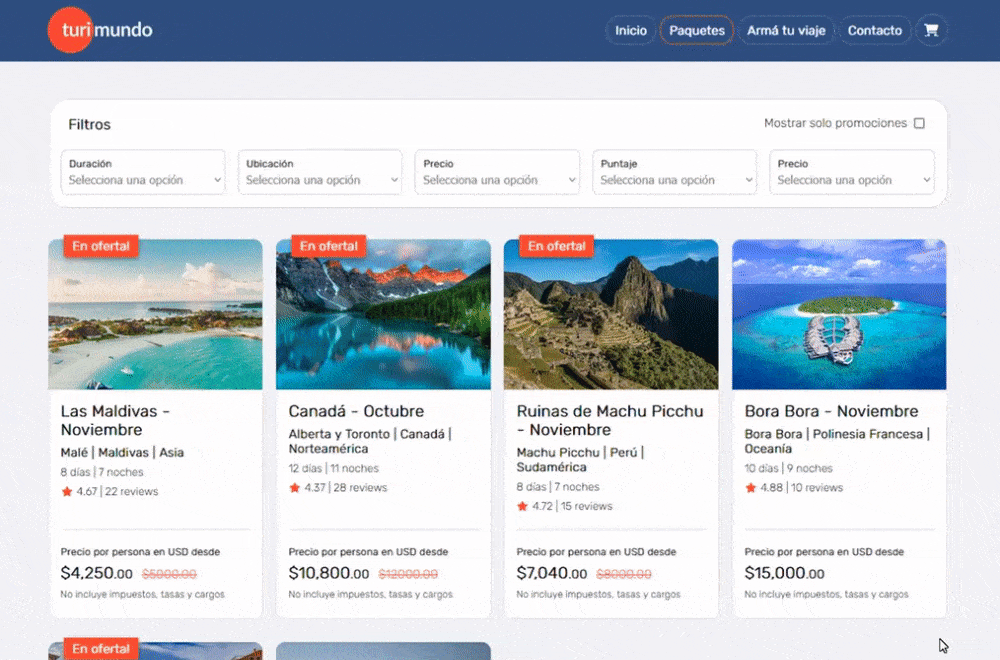 turimundo
Inicio Paquetes Armá tu viaje Contacto
Filtros
Mostrar solo promociones
Duración
Selecciona una opción
Ubicación
Selecciona una opción
Precio
Selecciona una opción
Puntaje
Selecciona una opción
Precio
Selecciona una opción
En oferta
Las Maldivas -
Noviembre
Malé | Maldivas | Asia
8 días | 7 noches
4.67 | 22 reviews
Precio por persona en USD desde
$4,250.00 $5000.00
No incluye impuestos, tasas y cargos
En oferta
Canadá - Octubre
Alberta y Toronto | Canadá |
Norteamérica
12 días | 11 noches
4.37 | 28 reviews
Precio por persona en USD desde
$10,800.00 $12000.00
No incluye impuestos, tasas y cargos
En oferta
Ruinas de Machu Picchu
- Noviembre
Machu Picchu | Perú |
Sudamérica
8 días | 7 noches
4.72 | 15 reviews
Precio por persona en USD desde
$7,040.00 $8000.00
No incluye impuestos, tasas y cargos
Bora Bora - Noviembre
Bora Bora | Polinesia Francesa |
Oceanía
10 días | 9 noches
4.88 | 10 reviews
Precio por persona en USD desde
$15,000.00
No incluye impuestos, tasas y cargos
En oferta